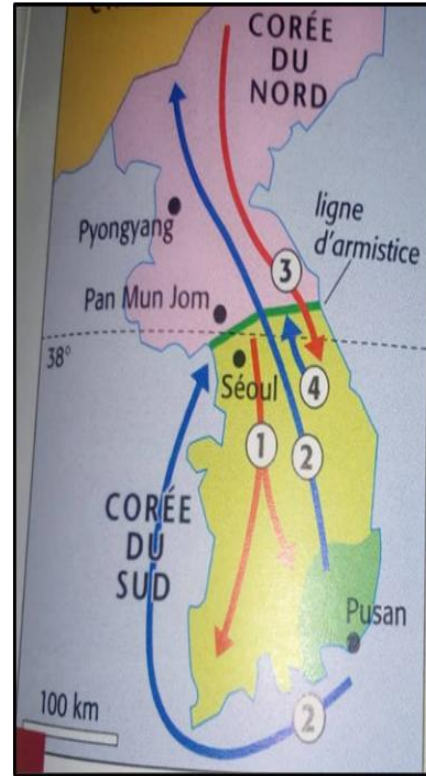 CORÉE
DU
NORD
Pyongyang
ligne
d'armistice
3
Pan Mun Jom
38°
Séoul
4
1
2
CORÉE
DU
SUD
Pusan
100 km
2